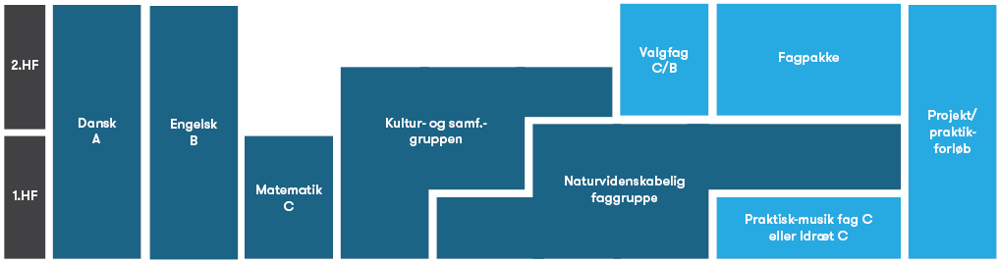 2.HF
1.HF
Dansk
A
Engelsk
B
Matematik
C
Kultur- og samf.-
gruppen
Naturvidenskabelig
faggruppe
Valgfag
C/B
Fagpakke
Praktisk-musik fag C
eller Idræt C
Projekt/
praktik-
forløb